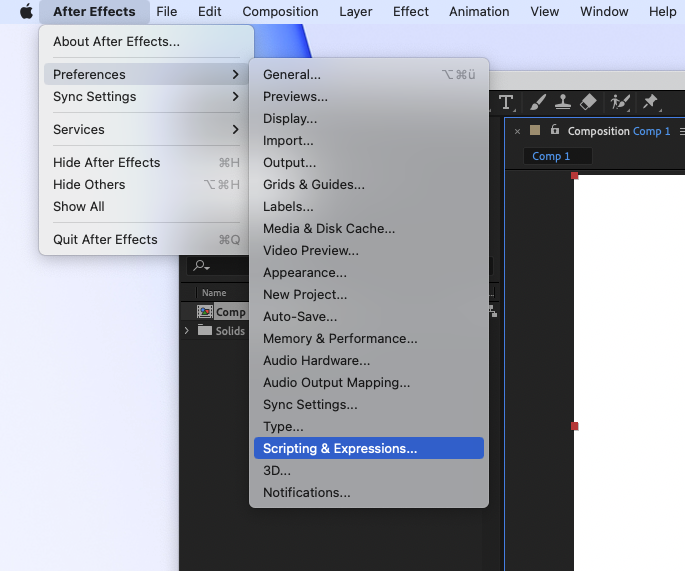 After Effects File Edit Composition Layer Effect Animation View Window Help
About After Effects...
Preferences
Sync Settings
Services
Hide After Effects ⌘H
Hide Others ⌥⌘H
Show All
Quit After Effects ⌘Q
General... ⌥⌘ü
Previews...
Display...
Import...
Output...
Grids & Guides...
Labels...
Media & Disk Cache...
Video Preview...
Appearance...
New Project...
Auto-Save...
Memory & Performance...
Audio Hardware...
Audio Output Mapping...
Sync Settings...
Type...
Scripting & Expressions...
3D...
Notifications...
Name
Comp
Solids
Composition Comp 1
Comp 1